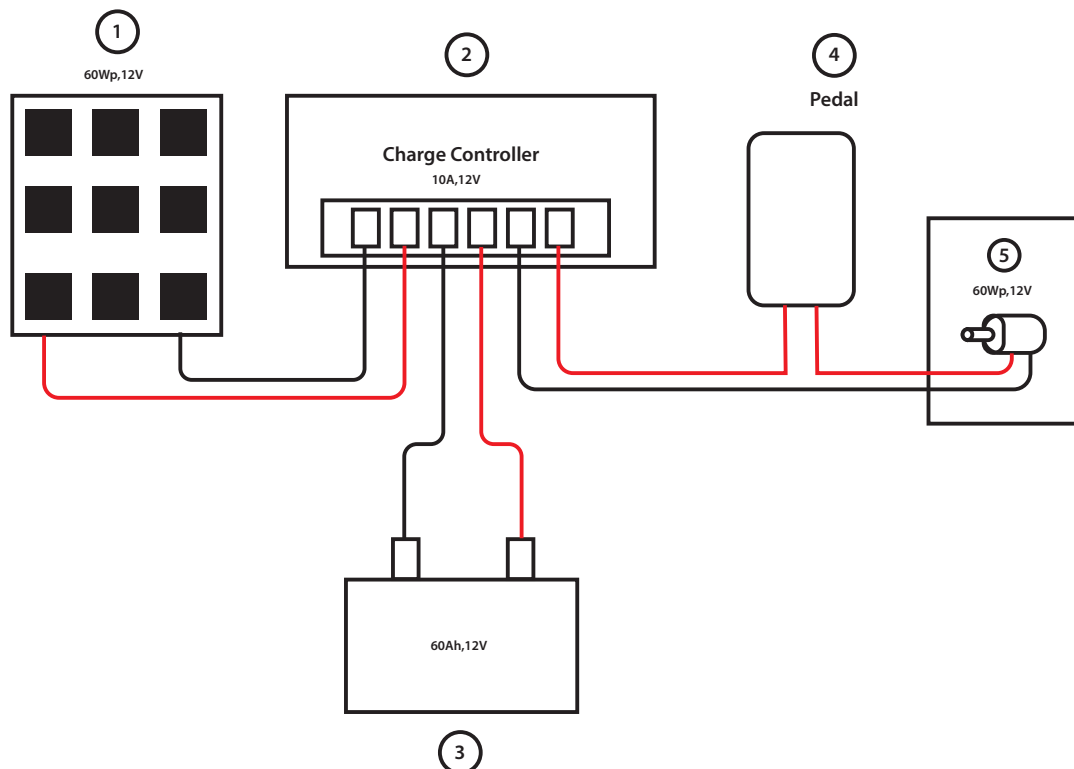 1
60Wp,12V
2
Charge Controller
10A,12V
4
Pedal
5
60Wp,12V
60Ah,12V
3